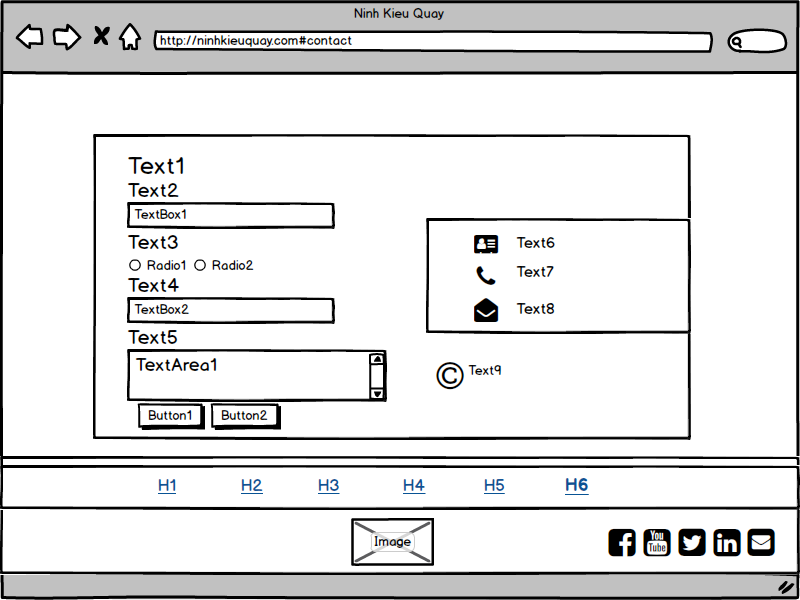 Ninh Kieu Quay
http://ninhkieuquay.com#contact
Text1
Text2
TextBox1
Text3
Radio1 Radio2
Text4
TextBox2
Text5
TextArea1
Button1 Button2
Text6
Text7
Text8
© Text9
H1 H2 H3 H4 H5 H6
Image
You
Tube
in